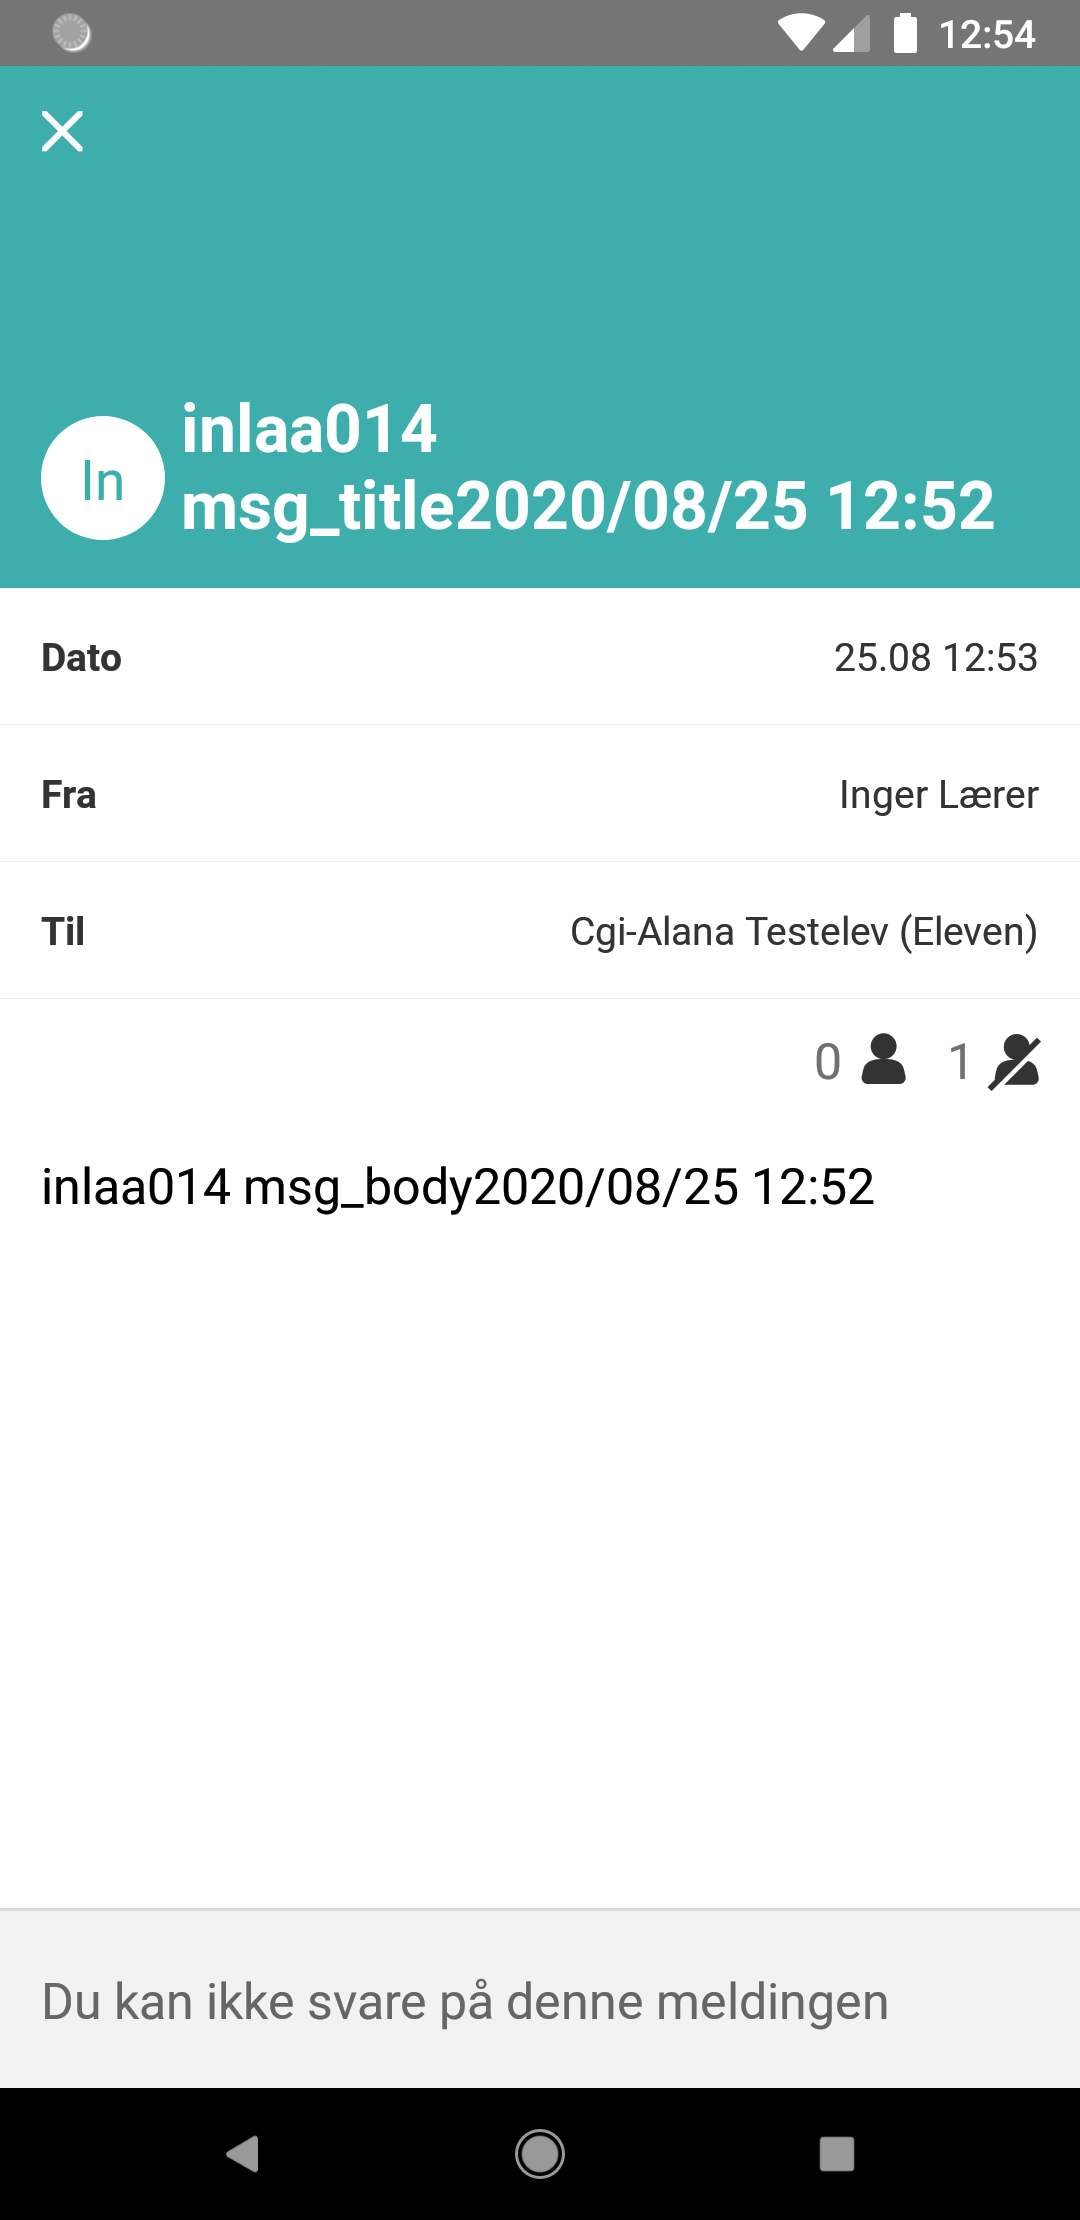 12:54
inlaa014
In
msg_title2020/08/25 12:52
Dato 25.08 12:53
Fra Inger Lærer
Til Cgi-Alana Testelev (Eleven)
0 1
inlaa014 msg_body2020/08/25 12:52
Du kan ikke svare på denne meldingen